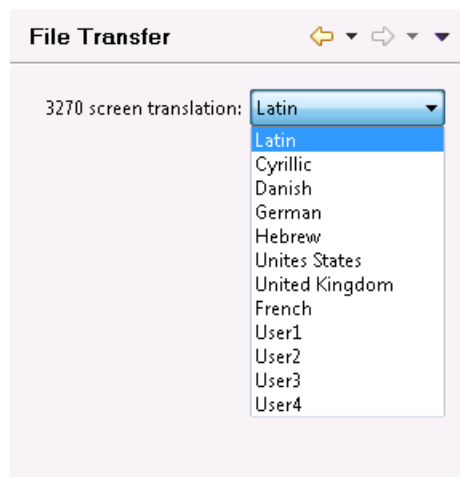 File Transfer
3270 screen translation: Latin
Latin
Cyrillic
Danish
German
Hebrew
Unites States
United Kingdom
French
User1
User2
User3
User4